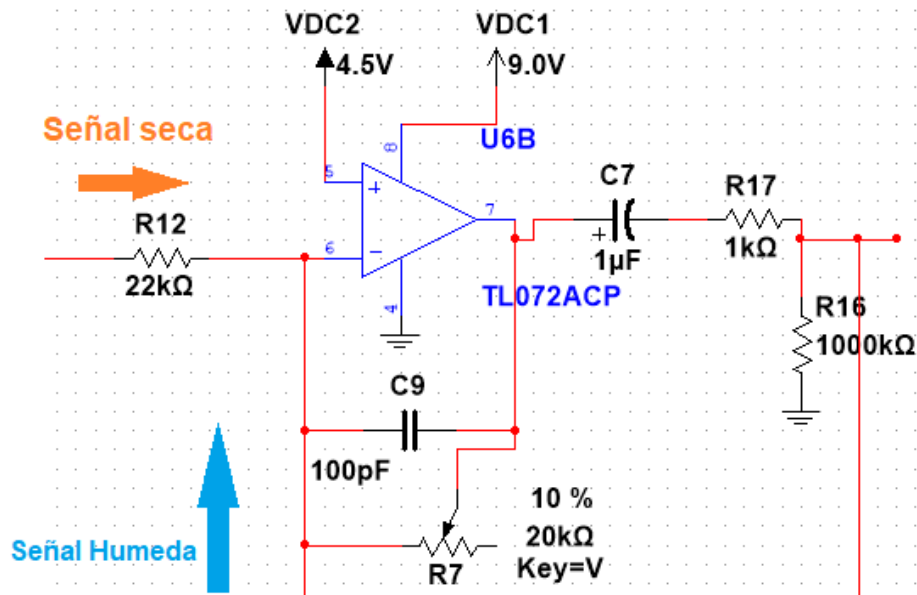 VDC2
VDC1
4.5V
9.0V
Señal seca
8
U6B
5
+
C7
R17
R12
7
6
−
+
1µF
1kΩ
22kΩ
4
TL072ACP
R16
1000kΩ
C9
100pF
10 %
20kΩ
Señal Humeda
R7
Key=V